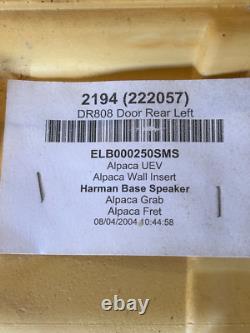 2194 (222057)
DR808 Door Rear Left
ELB000250SMS
Alpaca UEV
Alpaca Wall Insert
Harman Base Speaker
Alpaca Grab
Alpaca Fret
08/04/2004 10:44:58